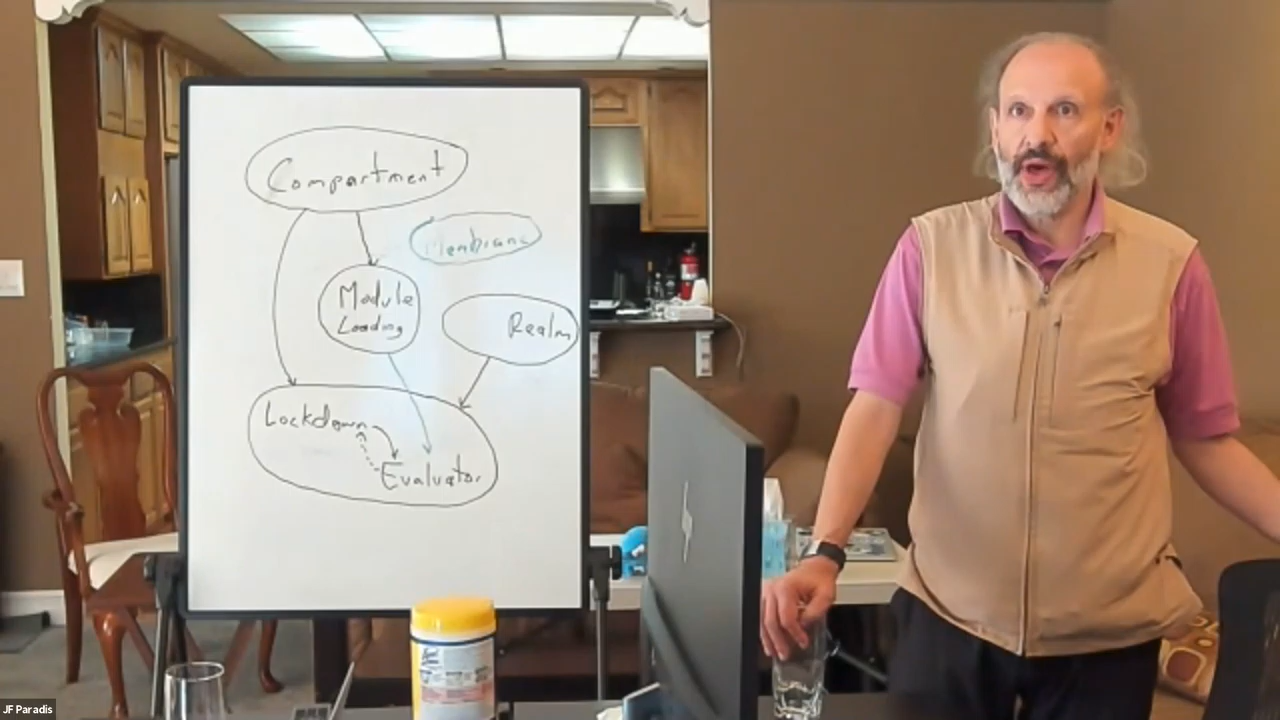 Compartment
Membrane
Module
Loading
Realm
Lockdown
Evaluator
JF Paradis